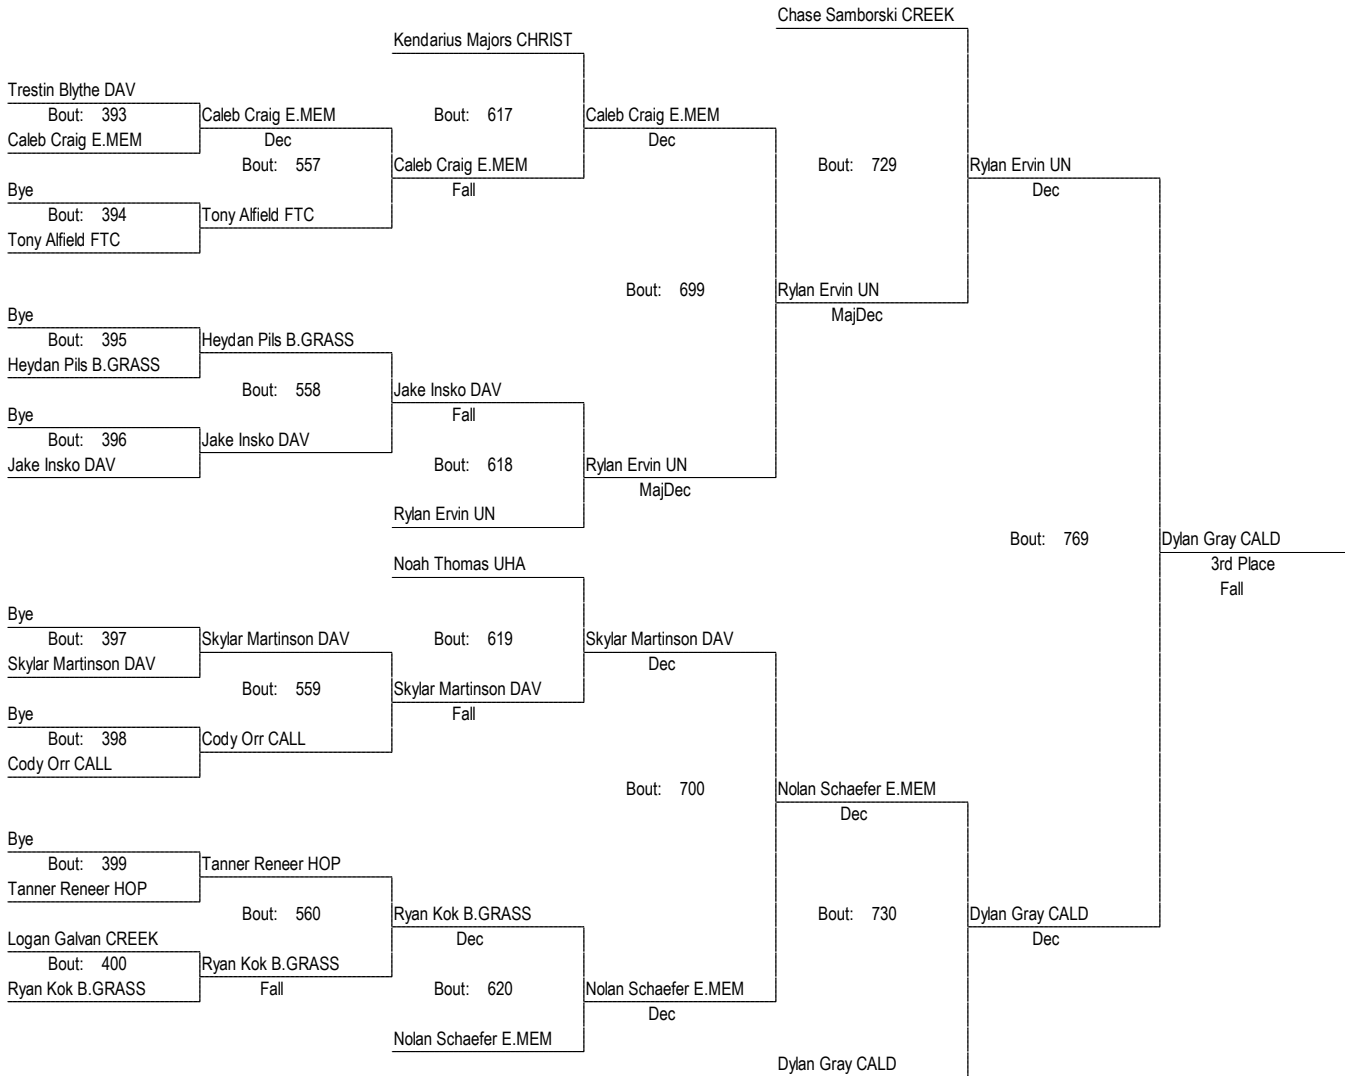 Chase Samborski CREEK
Kendarius Majors CHRIST
Trestin Blythe DAV
Bout: 393
Caleb Craig E.MEM
Bout: 617
Caleb Craig E.MEM
Caleb Craig E.MEM
Dec
Dec
Bout: 557
Caleb Craig E.MEM
Bout: 729
Rylan Ervin UN
Bye
Fall
Dec
Bout: 394
Tony Alfield FTC
Tony Alfield FTC
Bout: 699
Rylan Ervin UN
Bye
MajDec
Bout: 395
Heydan Pils B.GRASS
Heydan Pils B.GRASS
Bout: 558
Jake Insko DAV
Bye
Fall
Bout: 396
Jake Insko DAV
Jake Insko DAV
Bout: 618
Rylan Ervin UN
MajDec
Rylan Ervin UN
Bout: 769
Dylan Gray CALD
Noah Thomas UHA
3rd Place
Fall
Bye
Bout: 397
Skylar Martinson DAV
Bout: 619
Skylar Martinson DAV
Skylar Martinson DAV
Dec
Bout: 559
Skylar Martinson DAV
Bye
Fall
Bout: 398
Cody Orr CALL
Cody Orr CALL
Bout: 700
Nolan Schaefer E.MEM
Dec
Bye
Bout: 399
Tanner Reneer HOP
Tanner Reneer HOP
Bout: 560
Ryan Kok B.GRASS
Bout: 730
Dylan Gray CALD
Logan Galvan CREEK
Dec
Dec
Bout: 400
Ryan Kok B.GRASS
Ryan Kok B.GRASS
Fall
Bout: 620
Nolan Schaefer E.MEM
Dec
Nolan Schaefer E.MEM
Dylan Gray CALD